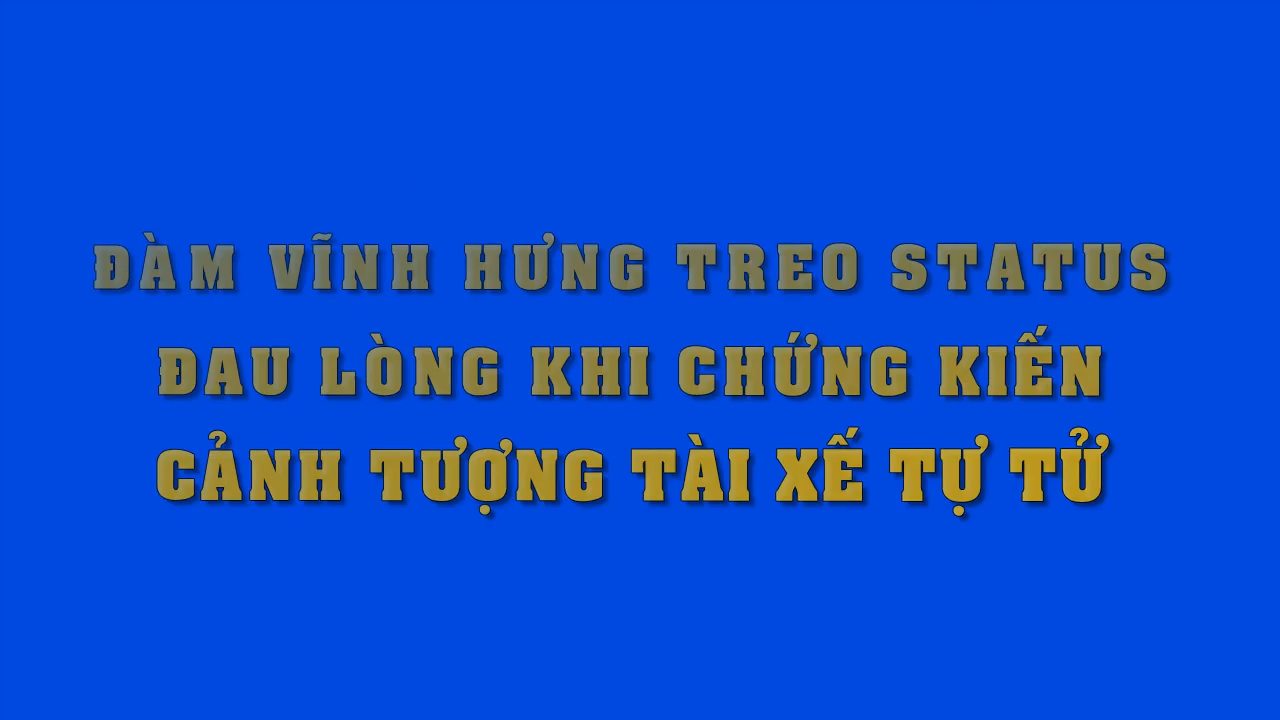 ĐÀM VĨNH HƯNG TREO STATUS
ĐAU LÒNG KHI CHỨNG KIẾN
CẢNH TƯỢNG TÀI XẾ TỰ TỬ